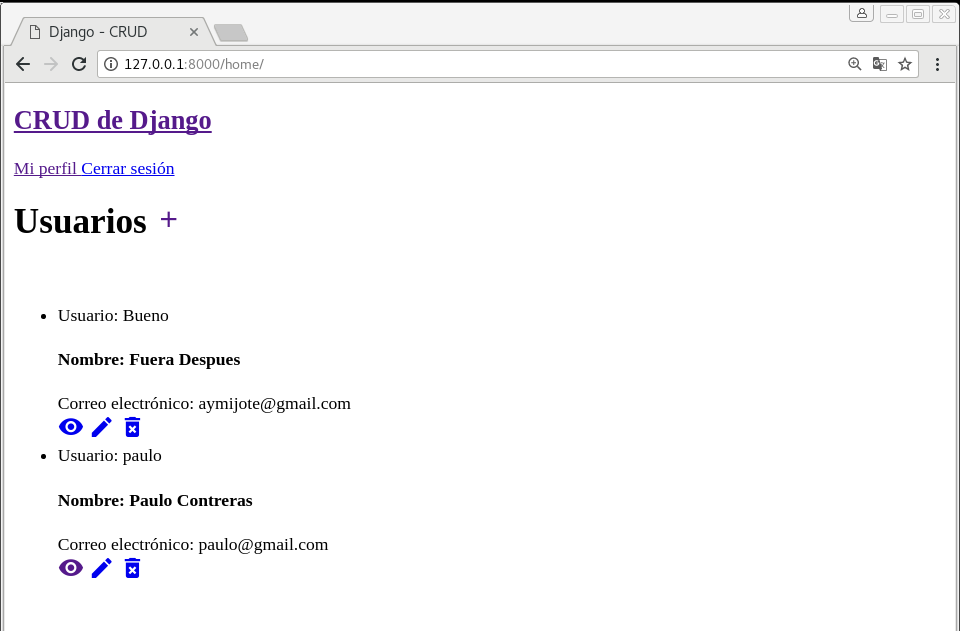 Django - CRUD
127.0.0.1:8000/home/
CRUD de Django
Mi perfil Cerrar sesión
Usuarios +
Usuario: Bueno
Nombre: Fuera Despues
Correo electrónico: aymijote@gmail.com
Usuario: paulo
Nombre: Paulo Contreras
Correo electrónico: paulo@gmail.com